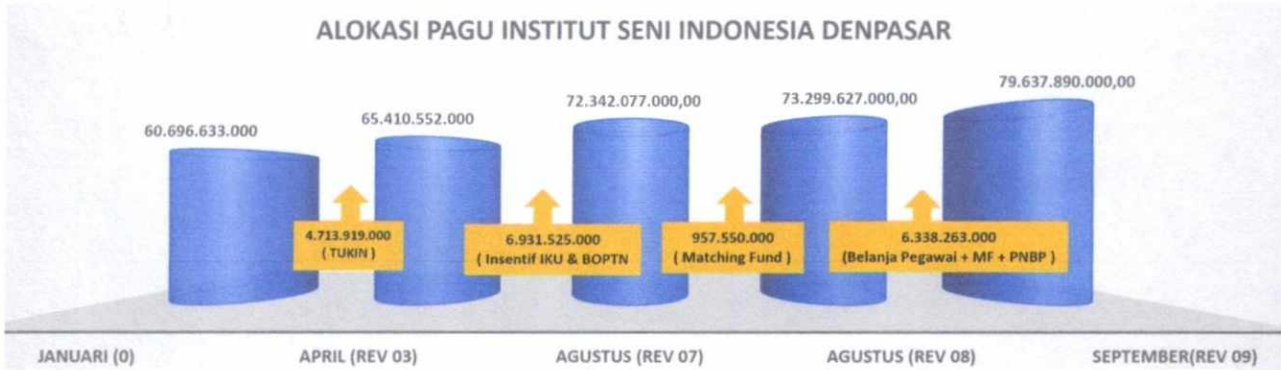 ALOKASI PAGU INSTITUT SENI INDONESIA DENPASAR
60.696.633.000
65.410.552.000
72.342.077.000,00
73.299.627.000,00
79.637.890.000,00
4.713.919.000
( TUKIN )
6.931.525.000
( Insentif IKU & BOPTN
957.550.000
( Matching Fund )
6.338.263.000
(Belanja Pegawai + MF + PNBP )
JANUARI (0)
APRIL (REV 03)
AGUSTUS (REV 07)
AGUSTUS (REV 08)
SEPTEMBER(REV 09)